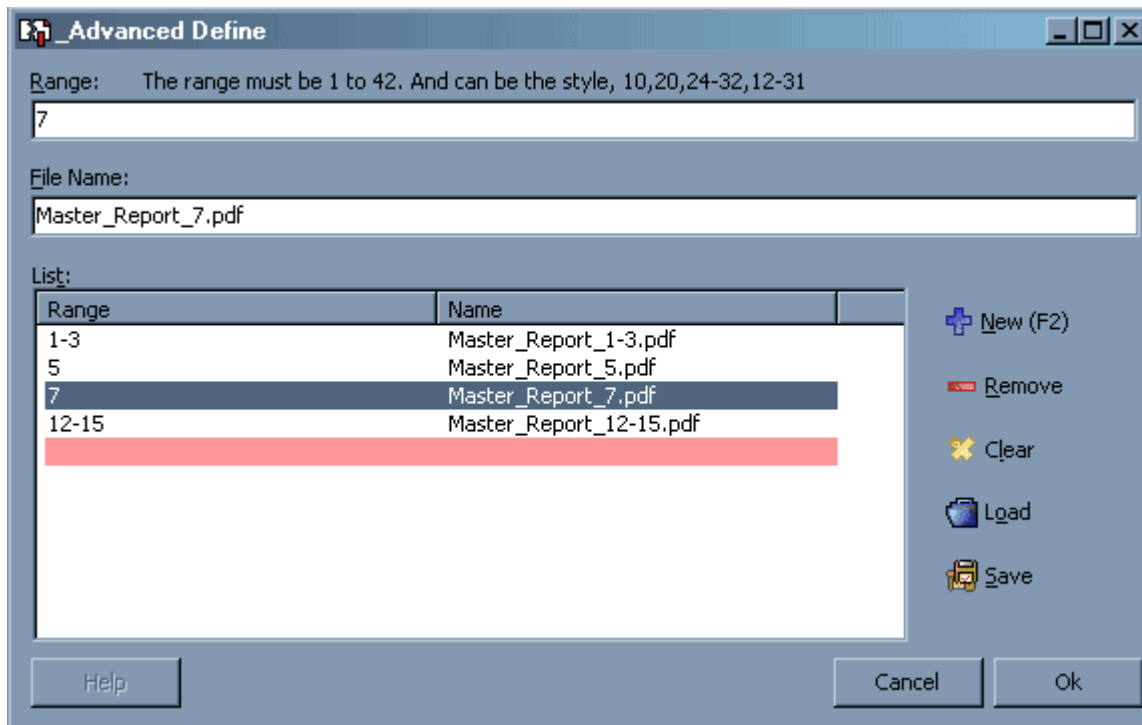 _Advanced Define
Range: The range must be 1 to 42. And can be the style, 10,20,24-32,12-31
7
File Name:
Master_Report_7.pdf
List:
Range Name
1-3 Master_Report_1-3.pdf
5 Master_Report_5.pdf
7 Master_Report_7.pdf
12-15 Master_Report_12-15.pdf
New (F2)
Remove
Clear
Load
Save
Help Cancel Ok